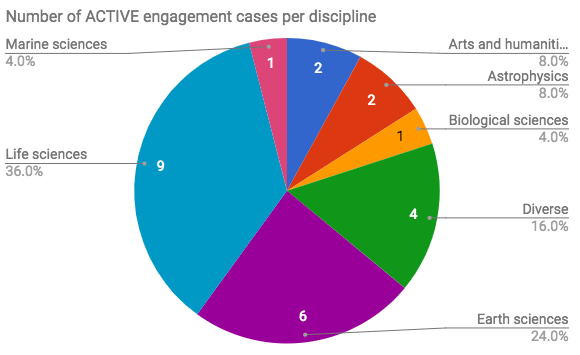 Number of ACTIVE engagement cases per discipline
Marine sciences
4.0%
Arts and humaniti...
8.0%
Astrophysics
8.0%
Biological sciences
4.0%
Life sciences
36.0%
Diverse
16.0%
Earth sciences
24.0%
1
2
2
1
9
4
6